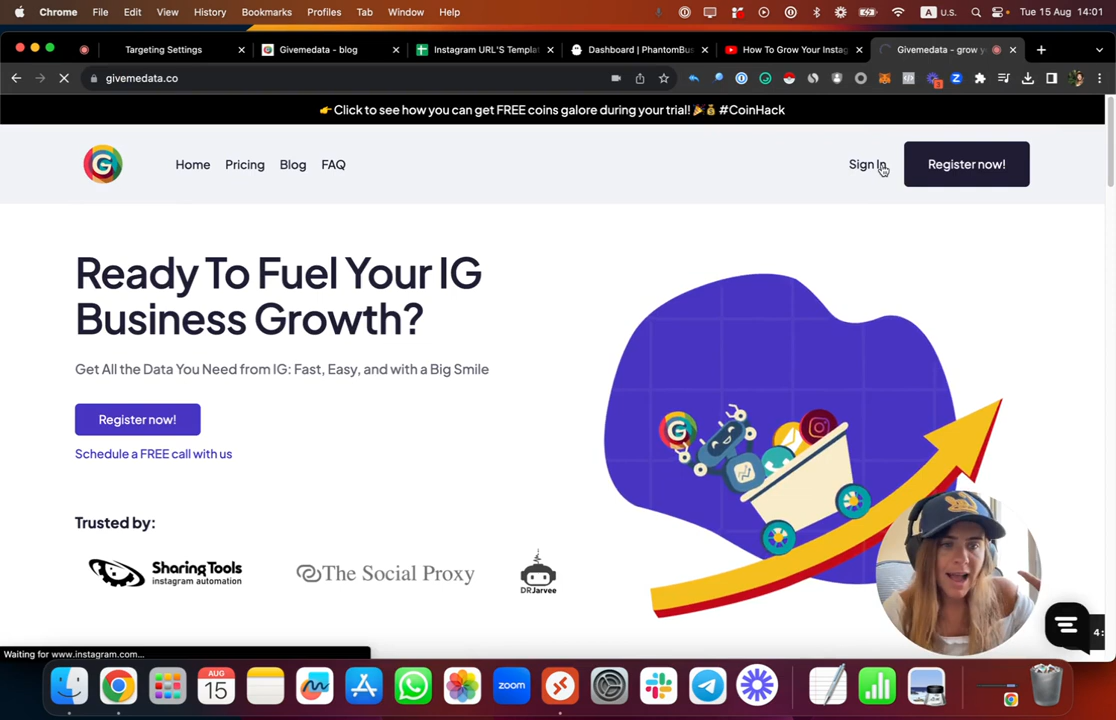 Chrome File Edit View History Bookmarks Profiles Tab Window Help A U.S. Tue 15 Aug 14:01
Targeting Settings Givemedata - blog Instagram URL'S Templa Dashboard | PhantomBus How To Grow Your Instag Givemedata - grow y
givemedata.co
👉Click to see how you can get FREE coins galore during your trial! 🎉💰 #CoinHack
G Home Pricing Blog FAQ Sign In Register now!
Ready To Fuel Your IG
Business Growth?
Get All the Data You Need from IG: Fast, Easy, and with a Big Smile
Register now!
Schedule a FREE call with us
G
Trusted by:
SharingTools
instagram automation
The Social Proxy
DRJarvee
4:
Waiting for www.instagram.com...
AUG
15
zoom